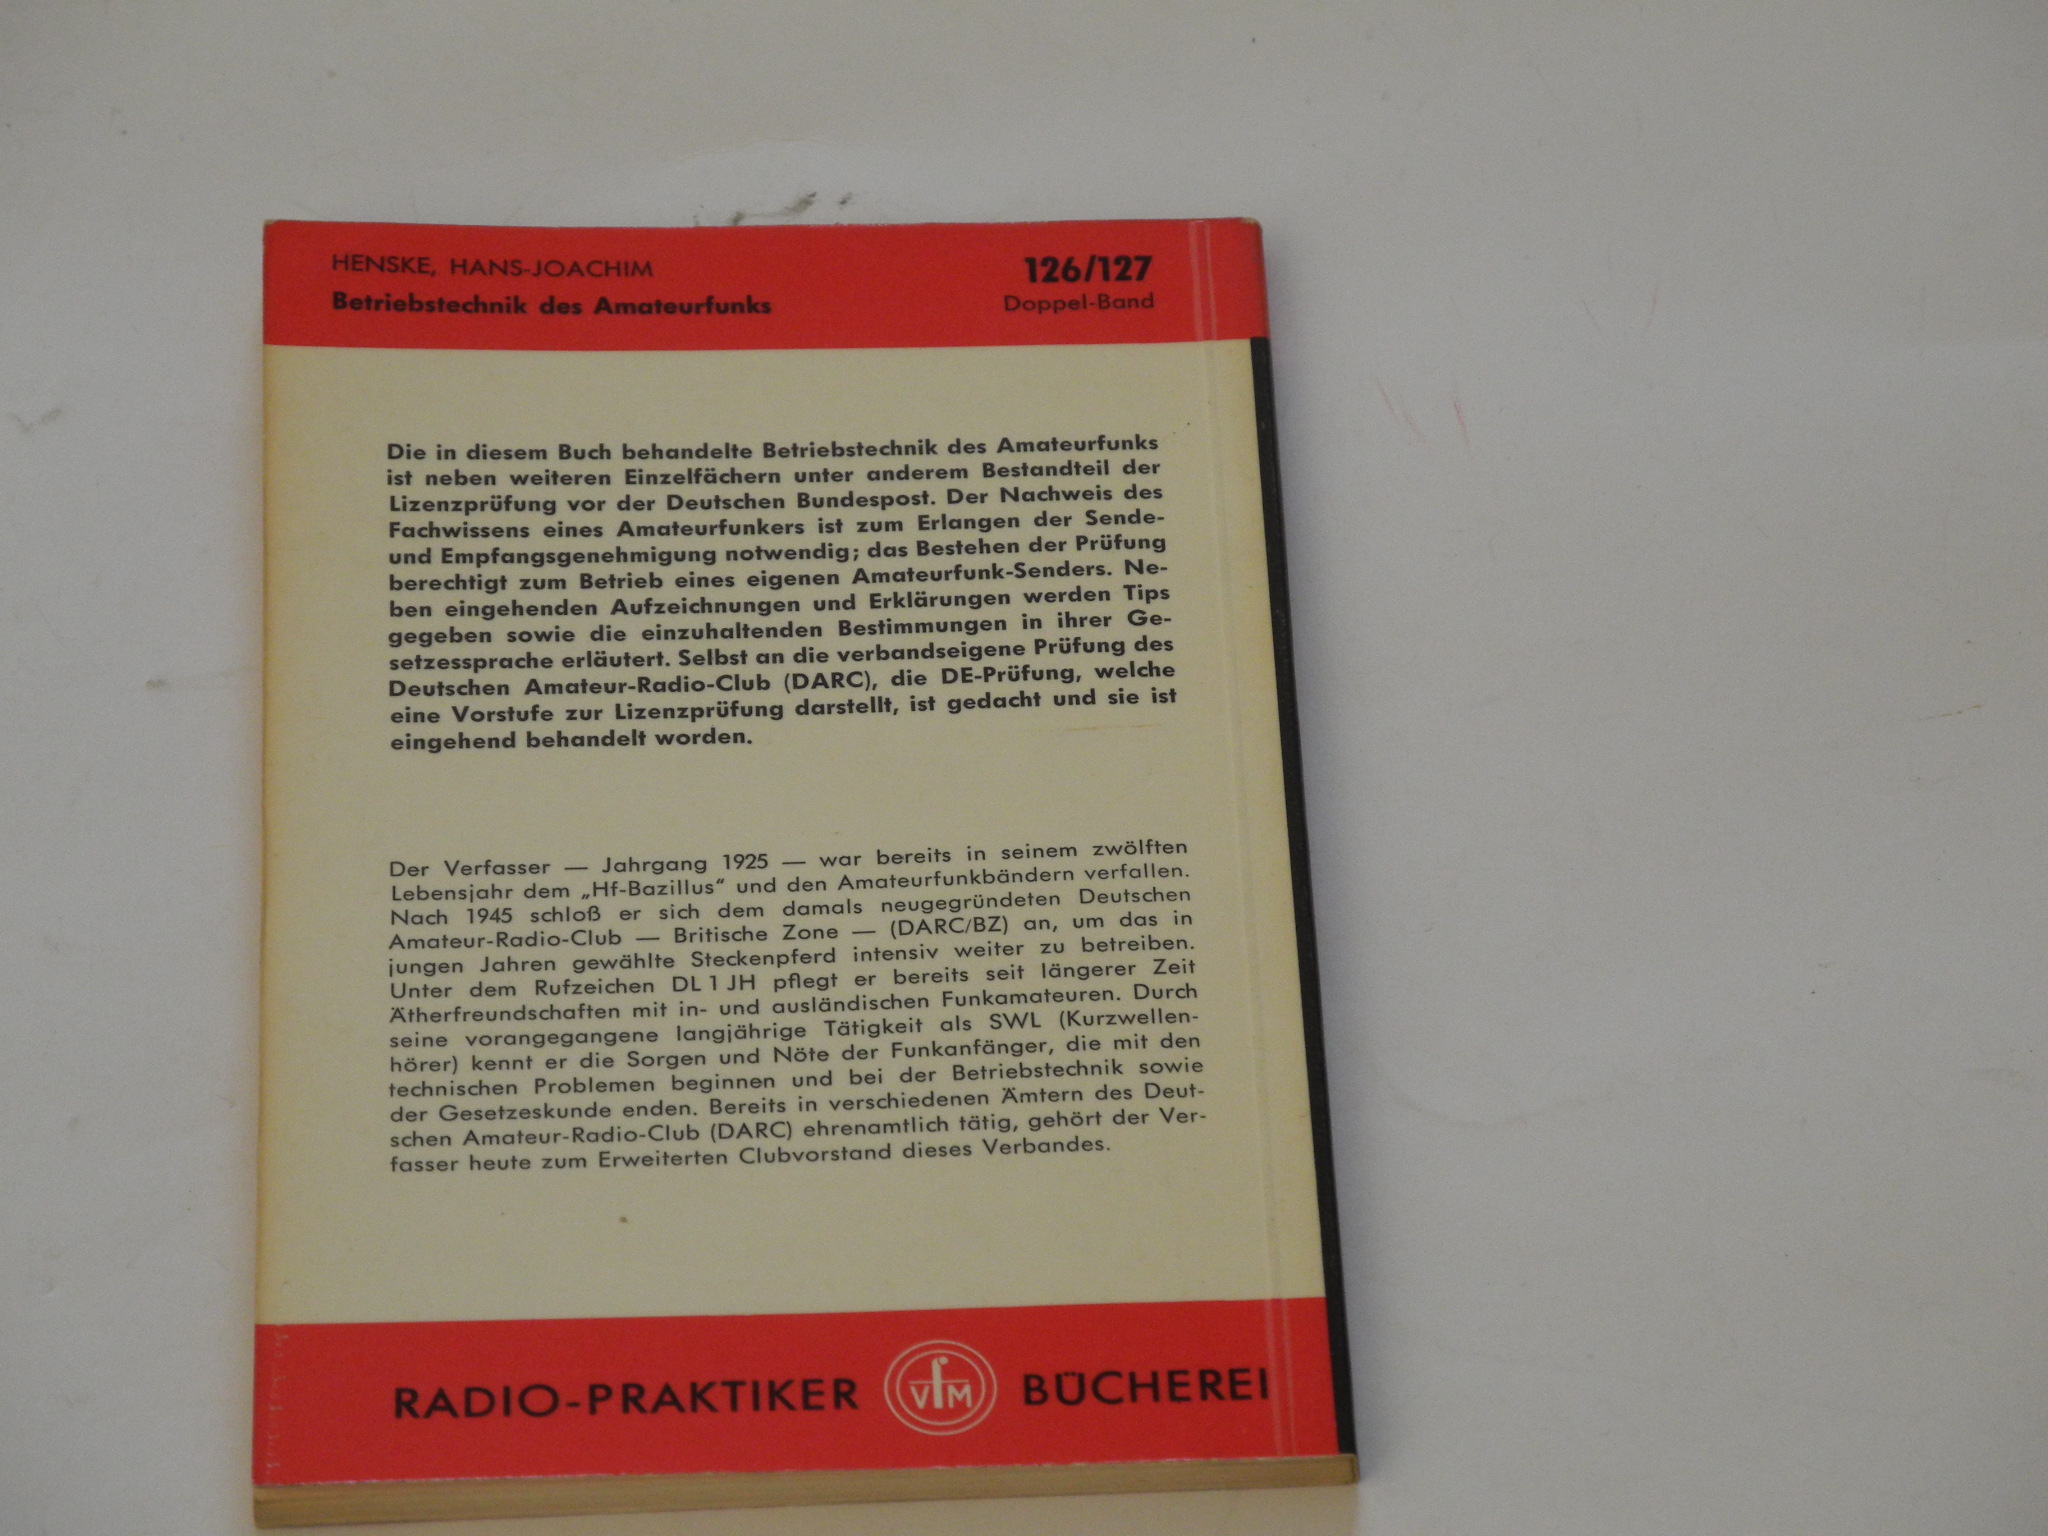 HENSKE, HANS-JOACHIM
Betriebstechnik des Amateurfunks
126/127
Doppel-Band
Die in diesem Buch behandelte Betriebstechnik des Amateurfunks
ist neben weiteren Einzelfächern unter anderem Bestandteil der
Lizenzprüfung vor der Deutschen Bundespost. Der Nachweis des
Fachwissens eines Amateurfunkers ist zum Erlangen der Sende-
und Empfangsgenehmigung notwendig; das Bestehen der Prüfung
berechtigt zum Betrieb eines eigenen Amateurfunk-Senders. Ne-
ben eingehenden Aufzeichnungen und Erklärungen werden Tips
gegeben sowie die einzuhaltenden Bestimmungen in ihrer Ge-
setzessprache erläutert. Selbst an die verbandseigene Prüfung des
Deutschen Amateur-Radio-Club (DARC), die DE-Prüfung, welche
eine Vorstufe zur Lizenzprüfung darstellt, ist gedacht und sie ist
eingehend behandelt worden.
Der Verfasser — Jahrgang 1925 — war bereits in seinem zwölften
Lebensjahr dem „Hf-Bazillus“ und den Amateurfunkbändern verfallen.
Nach 1945 schloß er sich dem damals neugegründeten Deutschen
Amateur-Radio-Club — Britische Zone — (DARC/BZ) an, um das in
jungen Jahren gewählte Steckenpferd intensiv weiter zu betreiben.
Unter dem Rufzeichen DL 1 JH pflegt er bereits seit längerer Zeit
Ätherfreundschaften mit in- und ausländischen Funkamateuren. Durch
seine vorangegangene langjährige Tätigkeit als SWL (Kurzwellen-
hörer) kennt er die Sorgen und Nöte der Funkanfänger, die mit den
technischen Problemen beginnen und bei der Betriebstechnik sowie
der Gesetzeskunde enden. Bereits in verschiedenen Ämtern des Deut-
schen Amateur-Radio-Club (DARC) ehrenamtlich tätig, gehört der Ver-
fasser heute zum Erweiterten Clubvorstand dieses Verbandes.
RADIO-PRAKTIKER VfM BÜCHEREI